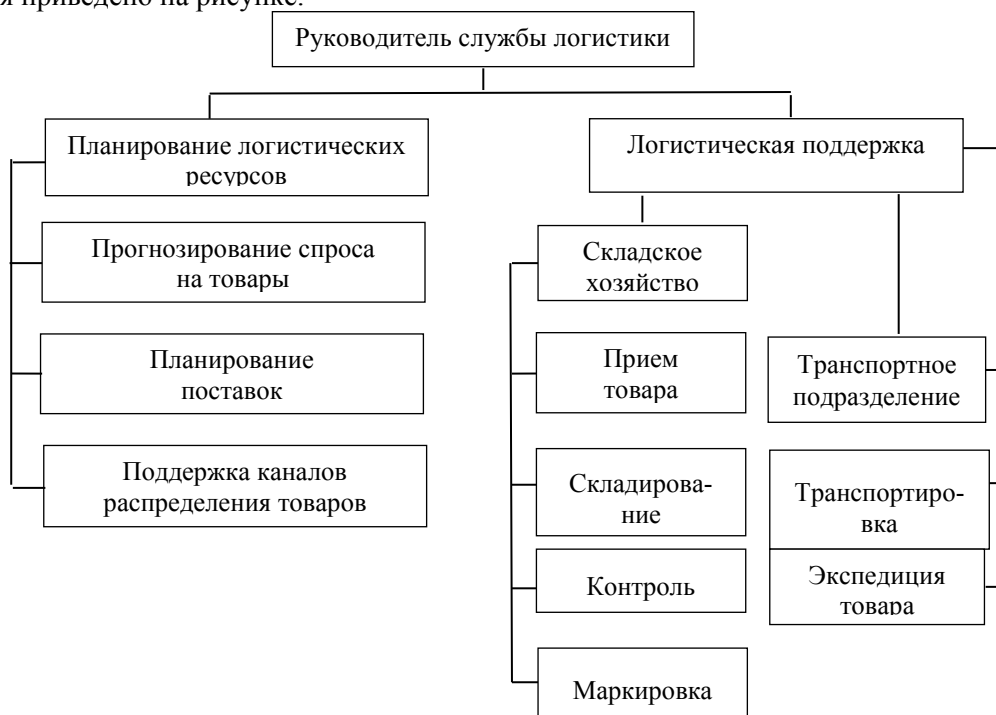 я приведено на рисунке.
Руководитель службы логистики
Планирование логистических
ресурсов
Прогнозирование спроса
на товары
Планирование
поставок
Поддержка каналов
распределения товаров
Логистическая поддержка
Складское
хозяйство
Прием
товара
Складирова-
ние
Контроль
Маркировка
Транспортное
подразделение
Транспортиро-
вка
Экспедиция
товара